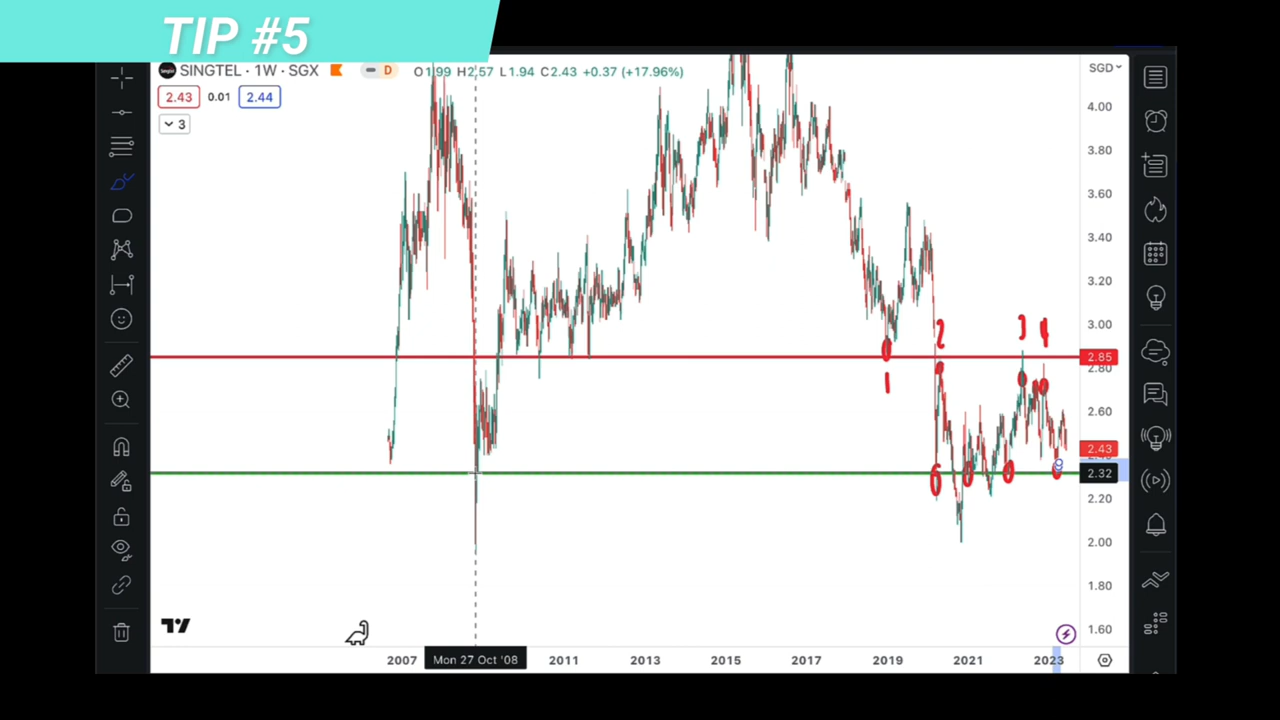 TIP #5
SINGTEL · 1W · SGX D O1.99 H2.57 L1.94 C2.43 +0.37 (+17.96%)
SGD
2.43 0.01 2.44
3
4.00
3.80
3.60
3.40
3.20
3.00
2.85
2.80
2.60
2.43
2.32
2.20
2.00
1.80
1.60
2 3 4
1
2007 Mon 27 Oct '08 2011 2013 2015 2017 2019 2021 2023